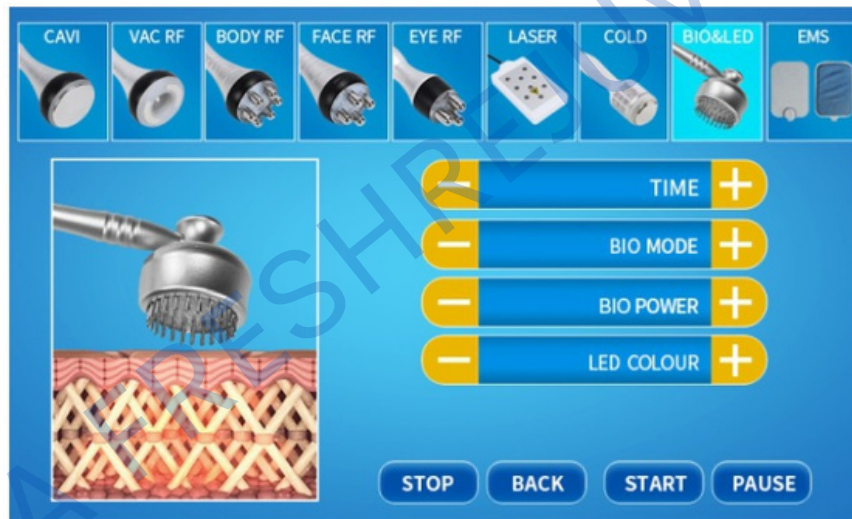 CAVI
VAC RF
BODY RF
FACE RF
EYE RF
LASER
COLD
BIO&LED
EMS
TIME
BIO MODE
BIO POWER
LED COLOUR
STOP
BACK
START
PAUSE